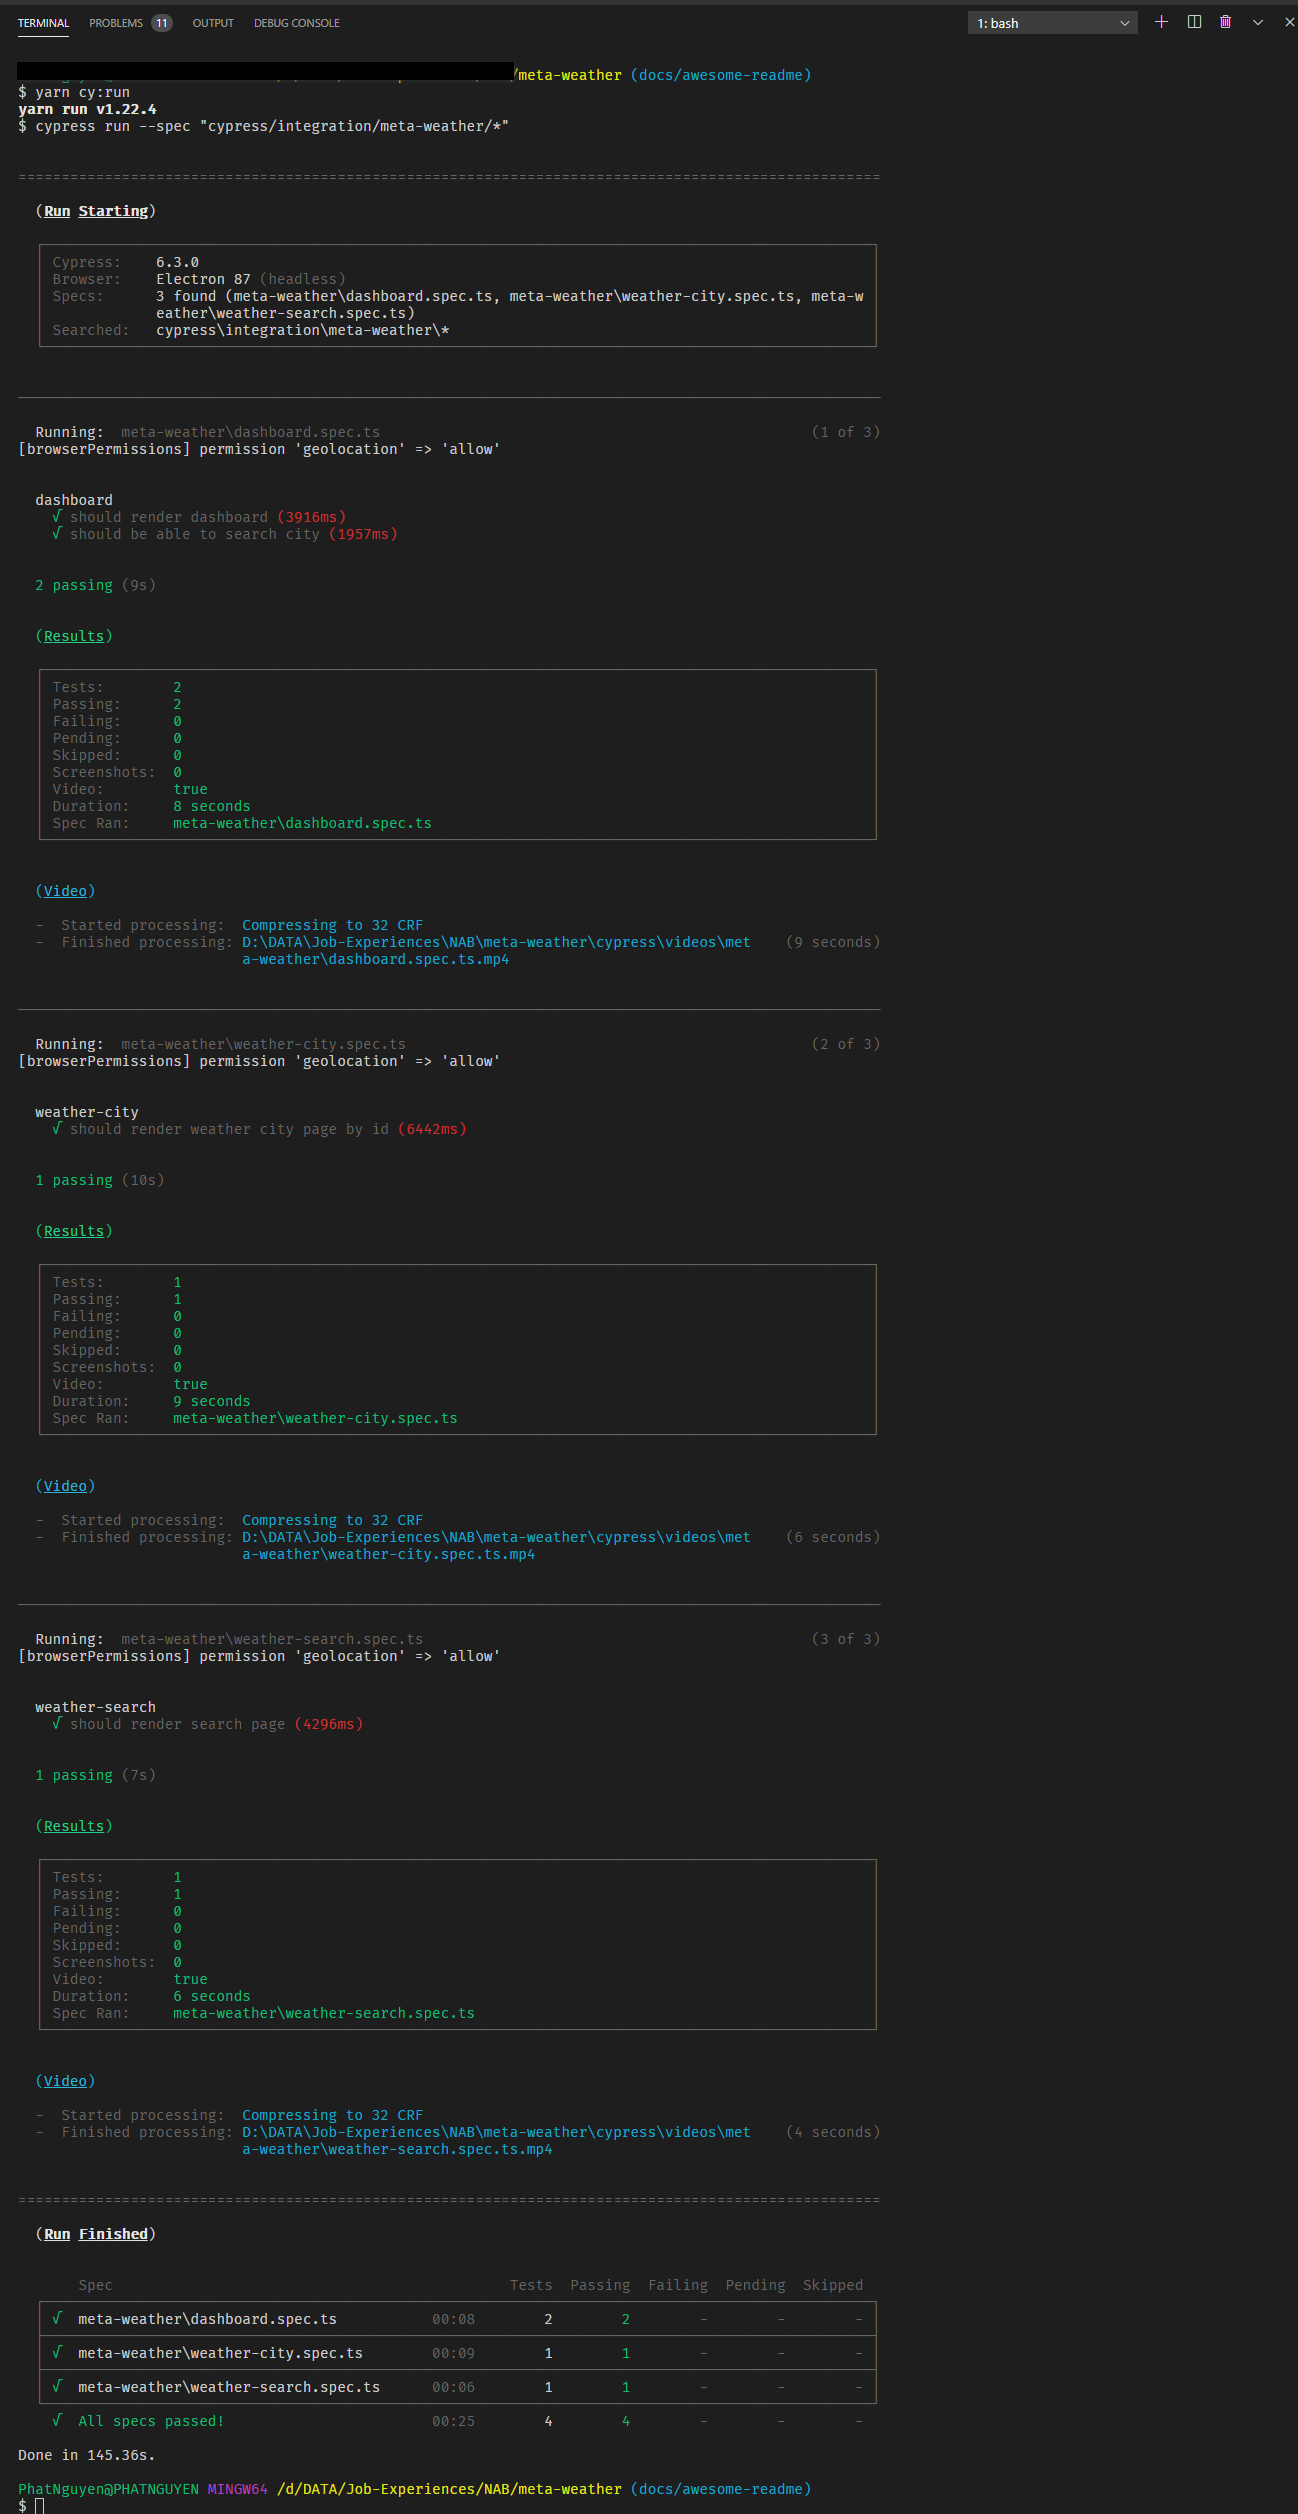 TERMINAL PROBLEMS 11 OUTPUT DEBUG CONSOLE 1: bash
/meta-weather (docs/awesome-readme)
$ yarn cy:run
yarn run v1.22.4
$ cypress run --spec "cypress/integration/meta-weather/*"
====================================================================================================
(Run Starting)
Cypress: 6.3.0
Browser: Electron 87 (headless)
Specs: 3 found (meta-weather\dashboard.spec.ts, meta-weather\weather-city.spec.ts, meta-w
eather\weather-search.spec.ts)
Searched: cypress\integration\meta-weather\*
Running: meta-weather\dashboard.spec.ts (1 of 3)
[browserPermissions] permission 'geolocation' => 'allow'
dashboard
√ should render dashboard (3916ms)
√ should be able to search city (1957ms)
2 passing (9s)
(Results)
Tests: 2
Passing: 2
Failing: 0
Pending: 0
Skipped: 0
Screenshots: 0
Video: true
Duration: 8 seconds
Spec Ran: meta-weather\dashboard.spec.ts
(Video)
- Started processing: Compressing to 32 CRF
- Finished processing: D:\DATA\Job-Experiences\NAB\meta-weather\cypress\videos\met (9 seconds)
a-weather\dashboard.spec.ts.mp4
Running: meta-weather\weather-city.spec.ts (2 of 3)
[browserPermissions] permission 'geolocation' => 'allow'
weather-city
√ should render weather city page by id (6442ms)
1 passing (10s)
(Results)
Tests: 1
Passing: 1
Failing: 0
Pending: 0
Skipped: 0
Screenshots: 0
Video: true
Duration: 9 seconds
Spec Ran: meta-weather\weather-city.spec.ts
(Video)
- Started processing: Compressing to 32 CRF
- Finished processing: D:\DATA\Job-Experiences\NAB\meta-weather\cypress\videos\met (6 seconds)
a-weather\weather-city.spec.ts.mp4
Running: meta-weather\weather-search.spec.ts (3 of 3)
[browserPermissions] permission 'geolocation' => 'allow'
weather-search
√ should render search page (4296ms)
1 passing (7s)
(Results)
Tests: 1
Passing: 1
Failing: 0
Pending: 0
Skipped: 0
Screenshots: 0
Video: true
Duration: 6 seconds
Spec Ran: meta-weather\weather-search.spec.ts
(Video)
- Started processing: Compressing to 32 CRF
- Finished processing: D:\DATA\Job-Experiences\NAB\meta-weather\cypress\videos\met (4 seconds)
a-weather\weather-search.spec.ts.mp4
====================================================================================================
(Run Finished)
Spec Tests Passing Failing Pending Skipped
√ meta-weather\dashboard.spec.ts 00:08 2 2 - - -
√ meta-weather\weather-city.spec.ts 00:09 1 1 - - -
√ meta-weather\weather-search.spec.ts 00:06 1 1 - - -
√ All specs passed! 00:25 4 4 - - -
Done in 145.36s.
PhatNguyen@PHATNGUYEN MINGW64 /d/DATA/Job-Experiences/NAB/meta-weather (docs/awesome-readme)
$